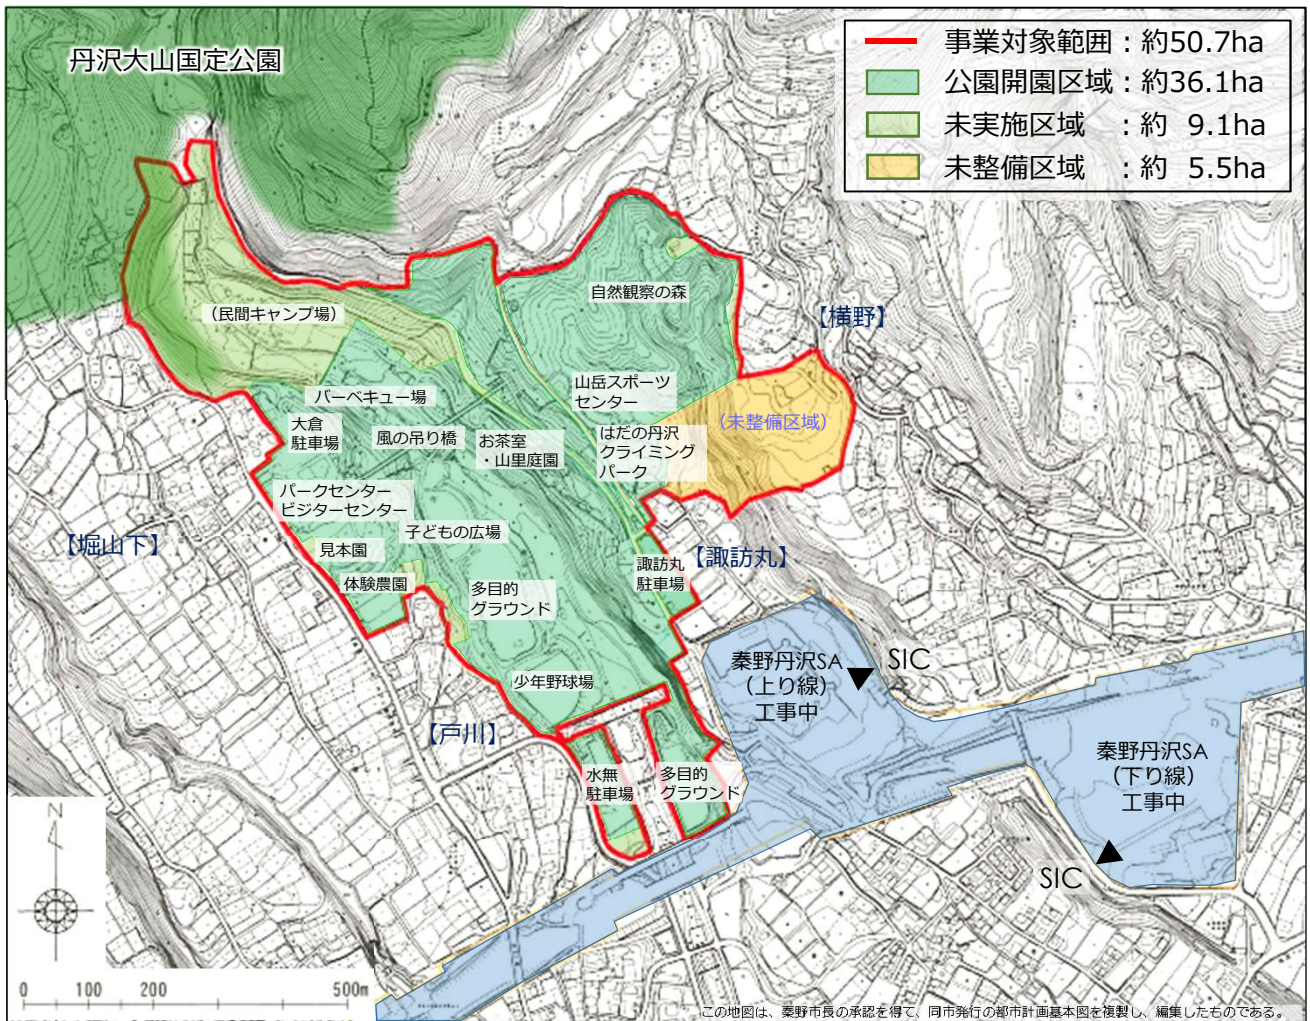 丹沢大山国定公園
事業対象範囲：約50.7ha
公園開園区域：約36.1ha
未実施区域　：約 9.1ha
未整備区域　：約 5.5ha
自然観察の森
（民間キャンプ場）
【横野】
山岳スポーツ
センター
バーベキュー場
（未整備区域）
大倉
駐車場
風の吊り橋
お茶室
・山里庭園
はだの丹沢
クライミング
パーク
パークセンター
ビジターセンター
子どもの広場
【堀山下】
見本園
【諏訪丸】
諏訪丸
駐車場
体験農園
多目的
グラウンド
秦野丹沢SA
（上り線）
工事中
SIC
少年野球場
【戸川】
水無
駐車場
多目的
グラウンド
秦野丹沢SA
（下り線）
工事中
SIC
N
0 100 200 500m
この地図は、秦野市長の承認を得て、同市発行の都市計画基本図を複製し、編集したものである。